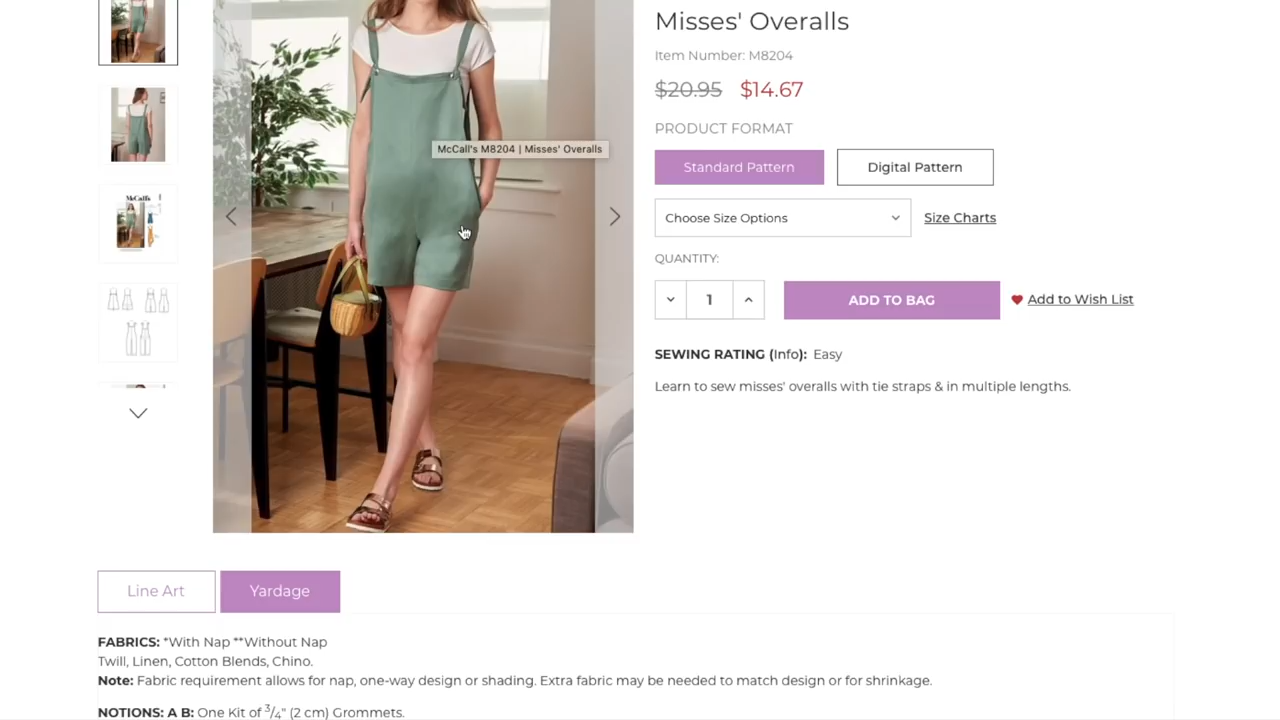 Misses' Overalls
Item Number: M8204
$20.95 $14.67
PRODUCT FORMAT
Standard Pattern Digital Pattern
Choose Size Options Size Charts
QUANTITY:
1 ADD TO BAG Add to Wish List
SEWING RATING (Info): Easy
Learn to sew misses' overalls with tie straps & in multiple lengths.
McCall's M8204 | Misses' Overalls
McCall's
Line Art Yardage
FABRICS: *With Nap **Without Nap
Twill, Linen, Cotton Blends, Chino.
Note: Fabric requirement allows for nap, one-way design or shading. Extra fabric may be needed to match design or for shrinkage.
NOTIONS: A B: One Kit of 3/4" (2 cm) Grommets.